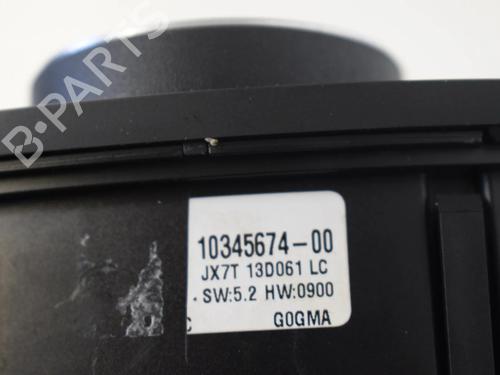 B-PARTS
10345674-00
JX7T 13D061 LC
SW:5.2 HW:0900
G0GMA